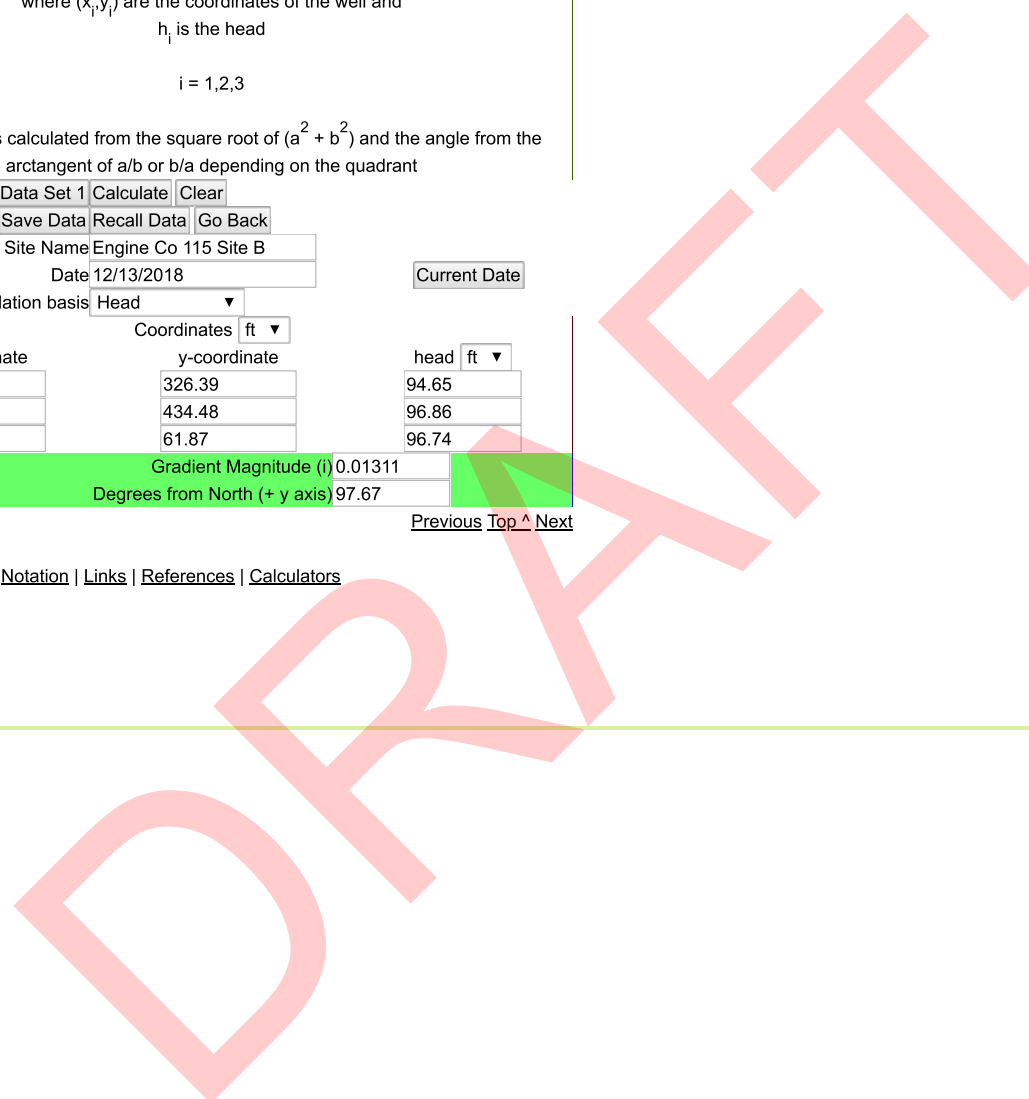 where (xi,yi) are the coordinates of the well and
hi is the head
i = 1,2,3
calculated from the square root of (a2 + b2) and the angle from the
arctangent of a/b or b/a depending on the quadrant
Data Set 1 Calculate Clear
Save Data Recall Data Go Back
Site Name Engine Co 115 Site B
Date 12/13/2018 Current Date
basis Head ▼
Coordinates ft ▼
y-coordinate head ft ▼
326.39 94.65
434.48 96.86
61.87 96.74
Gradient Magnitude (i) 0.01311
Degrees from North (+ y axis) 97.67
Previous Top ^ Next
Notation | Links | References | Calculators
DRAFT